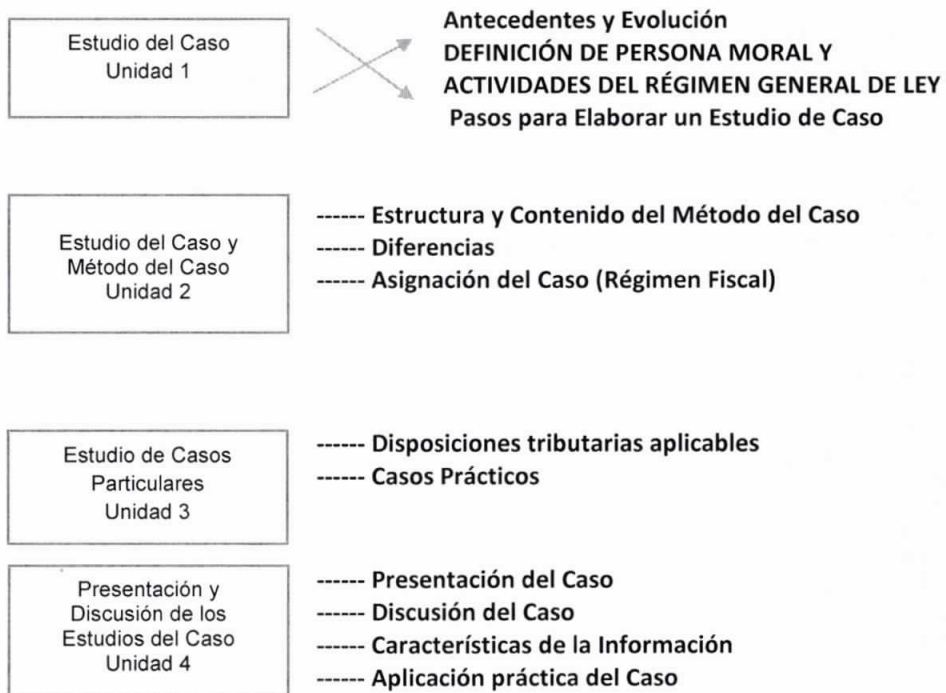 Estudio del Caso
Unidad 1
Antecedentes y Evolución
DEFINICIÓN DE PERSONA MORAL Y
ACTIVIDADES DEL RÉGIMEN GENERAL DE LEY
Pasos para Elaborar un Estudio de Caso
Estudio del Caso y
Método del Caso
Unidad 2
------ Estructura y Contenido del Método del Caso
------ Diferencias
------ Asignación del Caso (Régimen Fiscal)
Estudio de Casos
Particulares
Unidad 3
------ Disposiciones tributarias aplicables
------ Casos Prácticos
Presentación y
Discusión de los
Estudios del Caso
Unidad 4
------ Presentación del Caso
------ Discusión del Caso
------ Características de la Información
------ Aplicación práctica del Caso